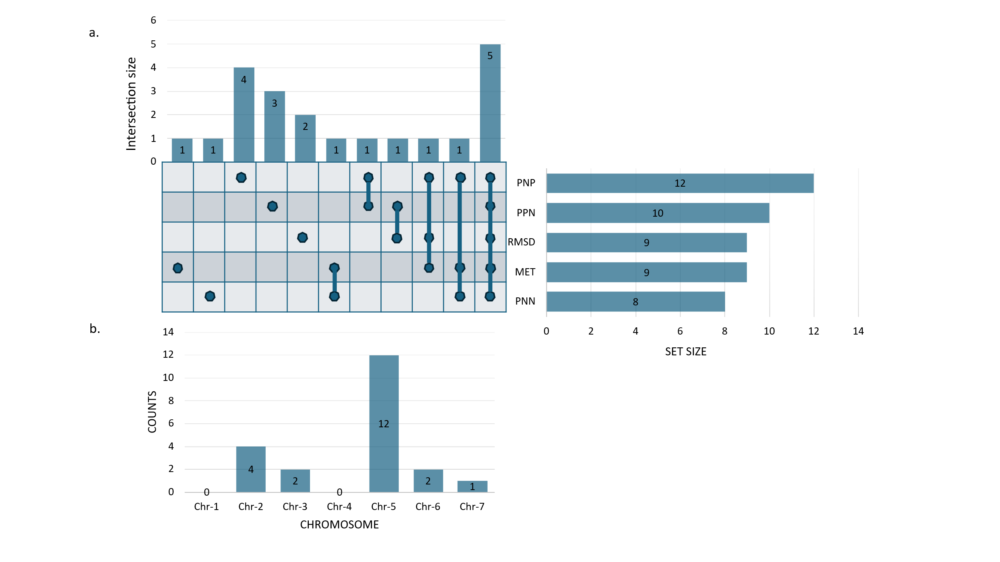 a.
Intersection size
6
5
4
3
2
1
0
1 1 4 3 2 1 1 1 1 1 5
PNP 12
PPN 10
RMSD 9
MET 9
PNN 8
0 2 4 6 8 10 12 14
SET SIZE
b.
COUNTS
14
12
10
8
6
4
2
0
0 4 2 0 12 2 1
Chr-1 Chr-2 Chr-3 Chr-4 Chr-5 Chr-6 Chr-7
CHROMOSOME